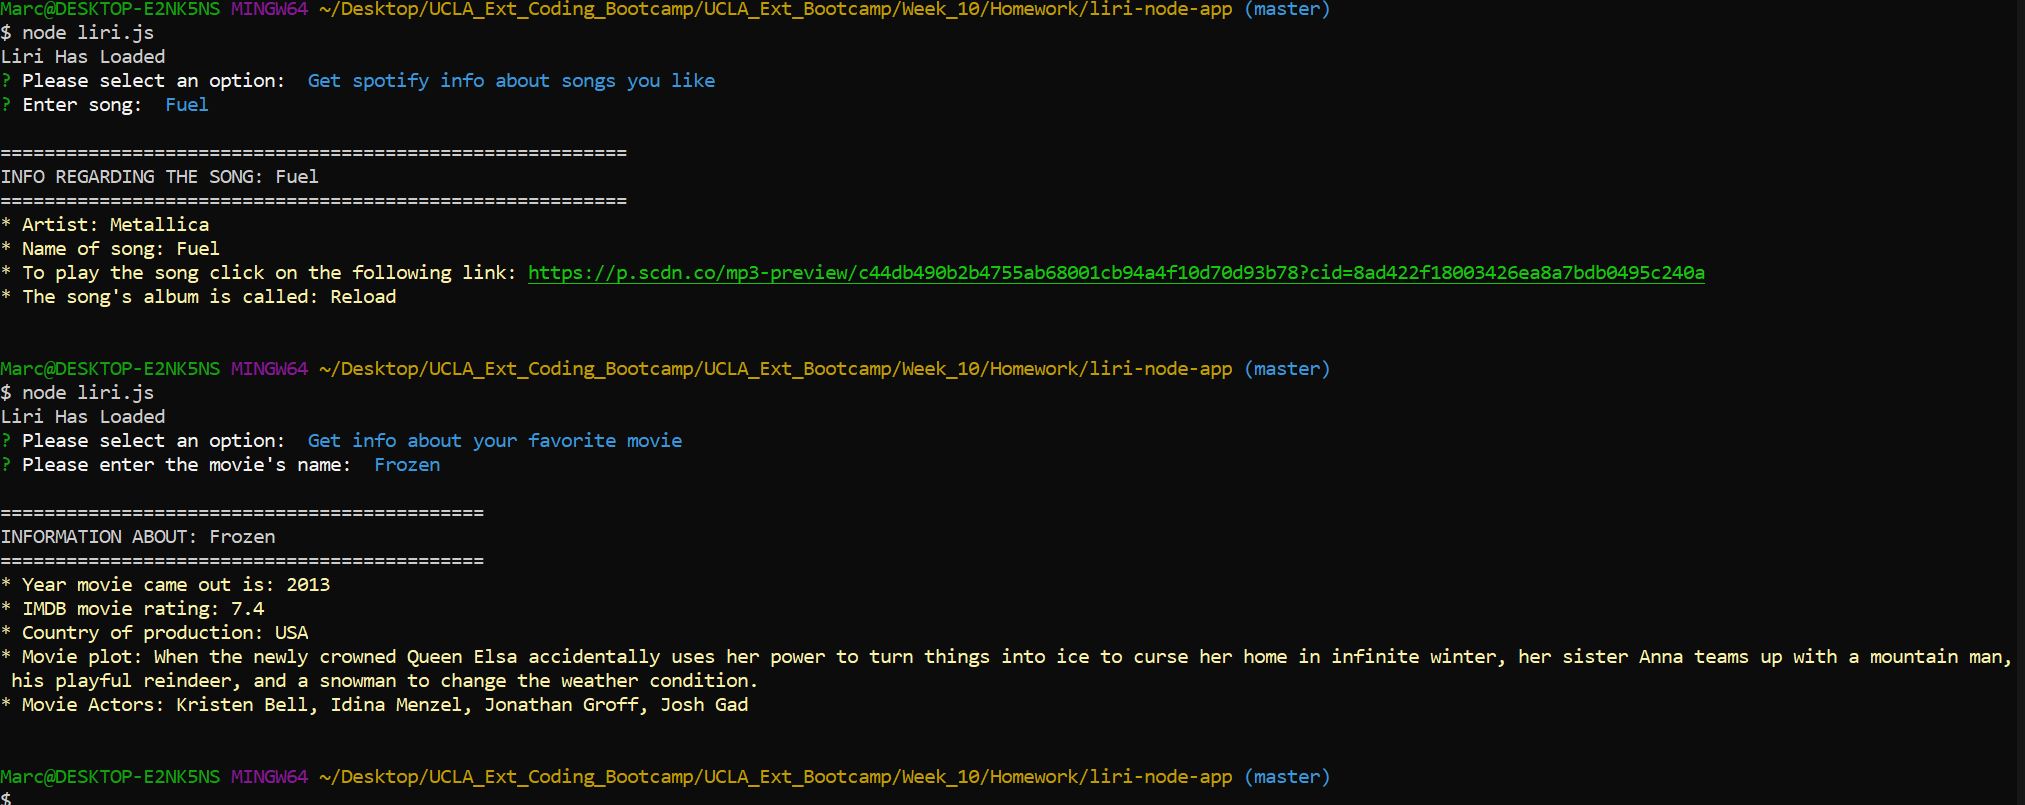 Marc@DESKTOP-E2NK5NS MINGW64 ~/Desktop/UCLA_Ext_Coding_Bootcamp/UCLA_Ext_Bootcamp/Week_10/Homework/liri-node-app (master)
$ node liri.js
Liri Has Loaded
? Please select an option:  Get spotify info about songs you like
? Enter song:  Fuel
=========================================================
INFO REGARDING THE SONG: Fuel
=========================================================
* Artist: Metallica
* Name of song: Fuel
* To play the song click on the following link: https://p.scdn.co/mp3-preview/c44db490b2b4755ab68001cb94a4f10d70d93b78?cid=8ad422f18003426ea8a7bdb0495c240a
* The song's album is called: Reload
Marc@DESKTOP-E2NK5NS MINGW64 ~/Desktop/UCLA_Ext_Coding_Bootcamp/UCLA_Ext_Bootcamp/Week_10/Homework/liri-node-app (master)
$ node liri.js
Liri Has Loaded
? Please select an option:  Get info about your favorite movie
? Please enter the movie's name:  Frozen
============================================
INFORMATION ABOUT: Frozen
============================================
* Year movie came out is: 2013
* IMDB movie rating: 7.4
* Country of production: USA
* Movie plot: When the newly crowned Queen Elsa accidentally uses her power to turn things into ice to curse her home in infinite winter, her sister Anna teams up with a mountain man,
his playful reindeer, and a snowman to change the weather condition.
* Movie Actors: Kristen Bell, Idina Menzel, Jonathan Groff, Josh Gad
Marc@DESKTOP-E2NK5NS MINGW64 ~/Desktop/UCLA_Ext_Coding_Bootcamp/UCLA_Ext_Bootcamp/Week_10/Homework/liri-node-app (master)
$